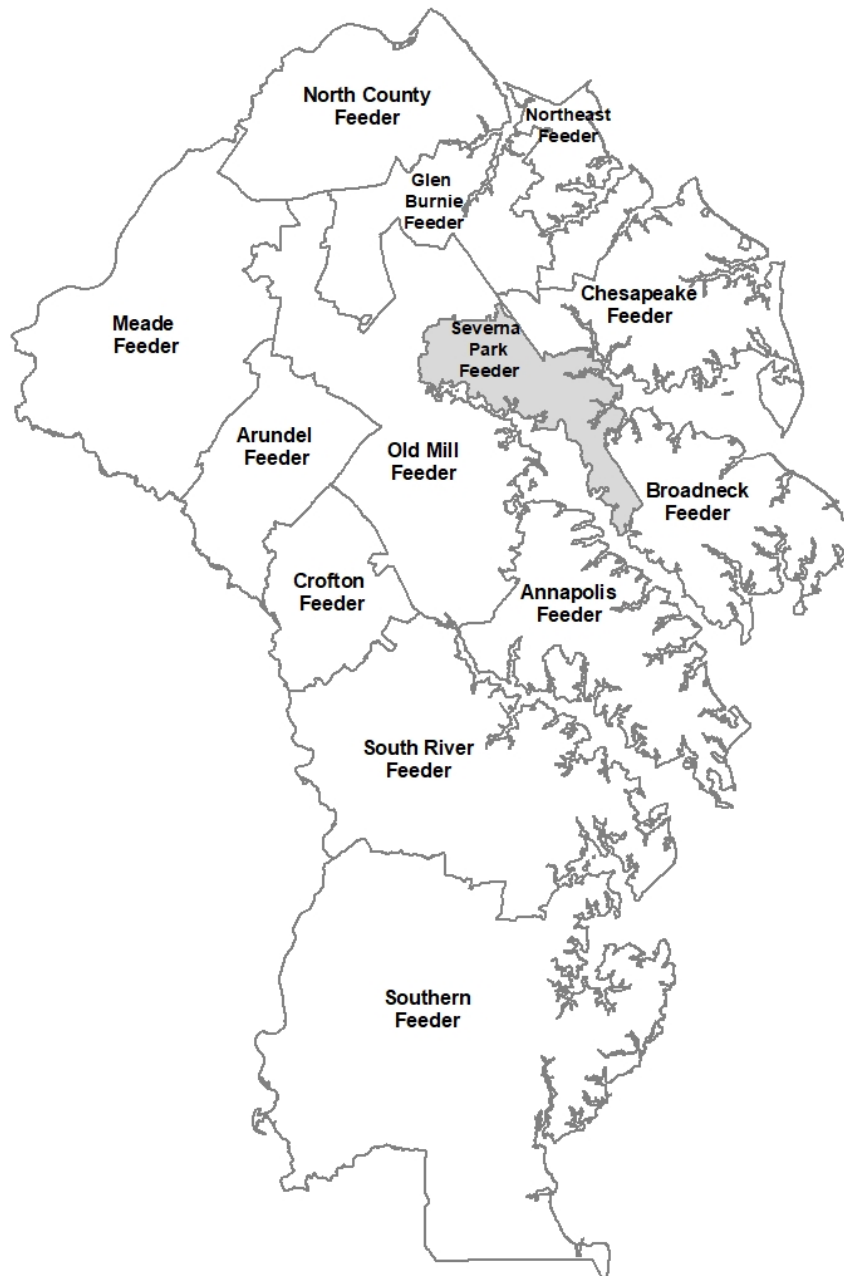 North County
Feeder
Northeast
Feeder
Glen
Burnie
Feeder
Chesapeake
Feeder
Meade
Feeder
Severna
Park
Feeder
Arundel
Feeder
Old Mill
Feeder
Broadneck
Feeder
Crofton
Feeder
Annapolis
Feeder
South River
Feeder
Southern
Feeder